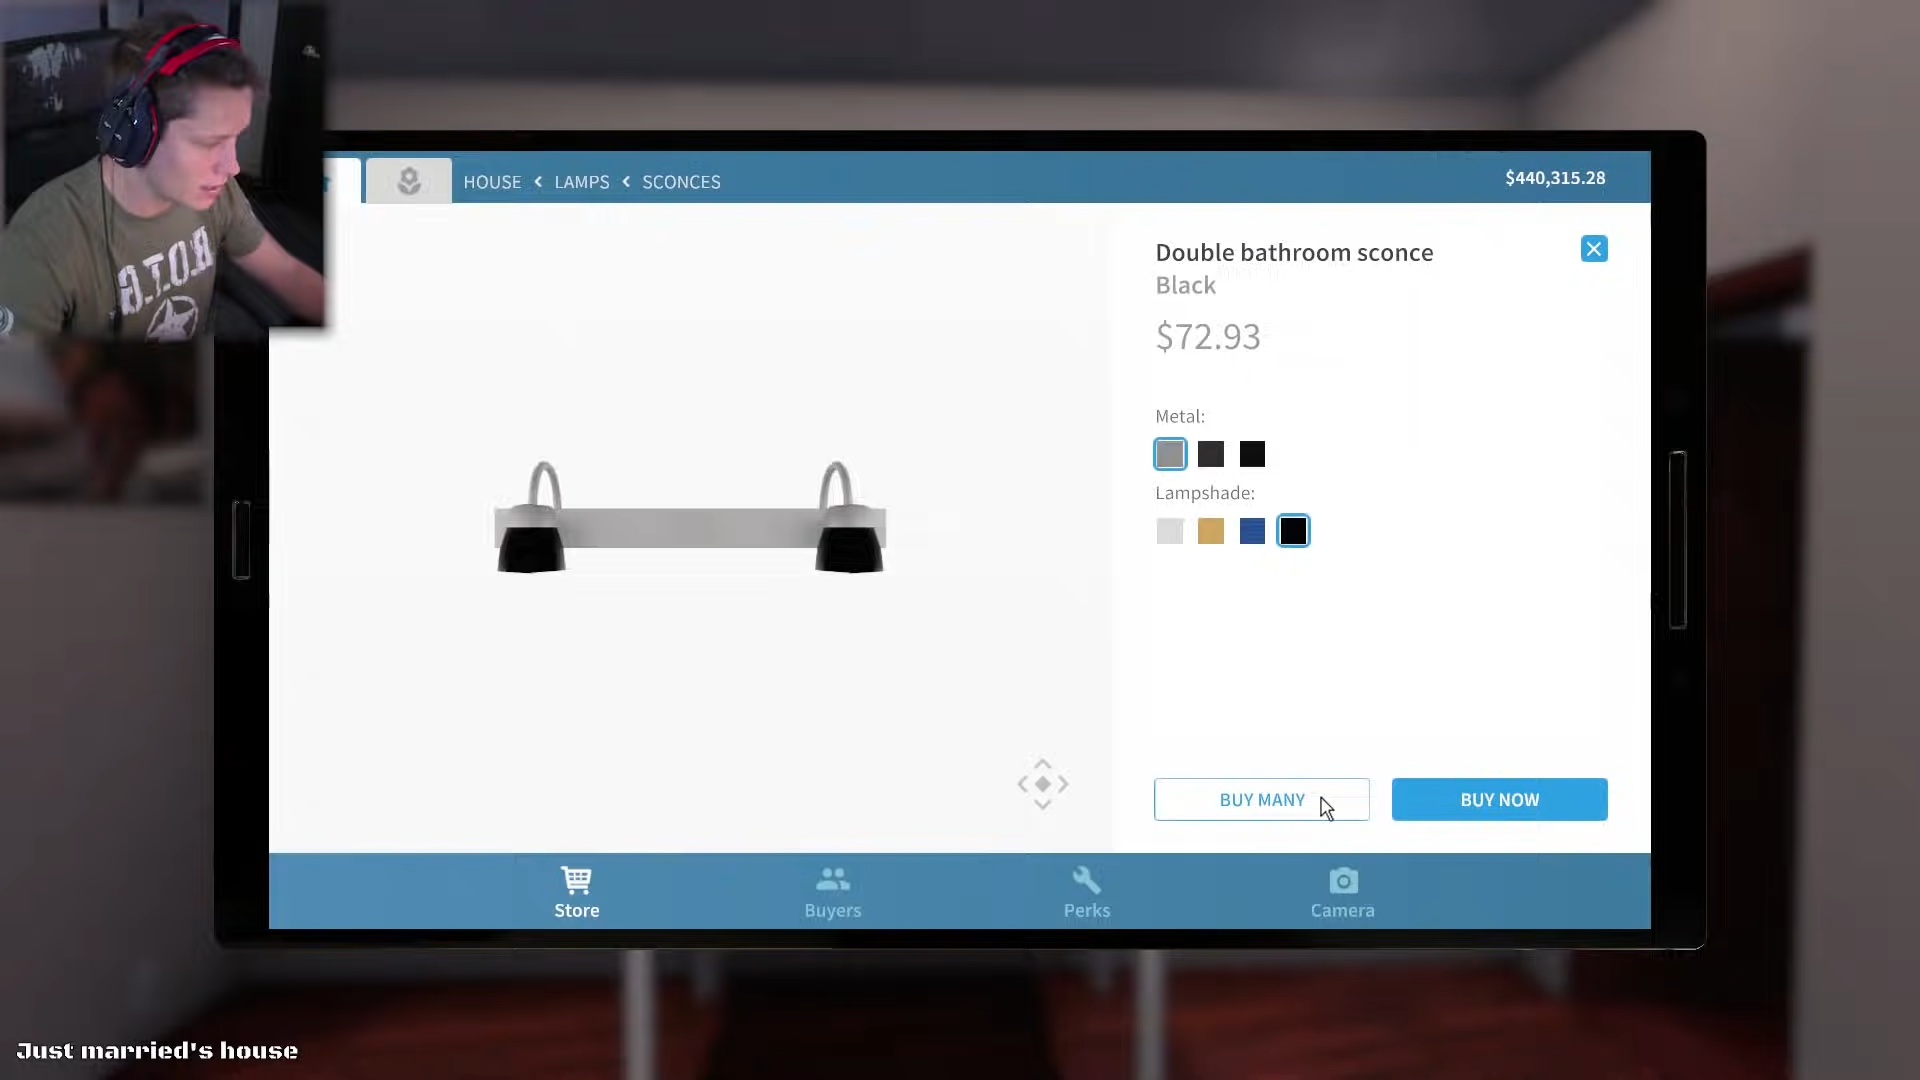 HOUSE < LAMPS < SCONCES
$440,315.28
Double bathroom sconce
Black
$72.93
Metal:
Lampshade:
BUY MANY
BUY NOW
Store
Buyers
Perks
Camera
Just married's house
B.O.T.G